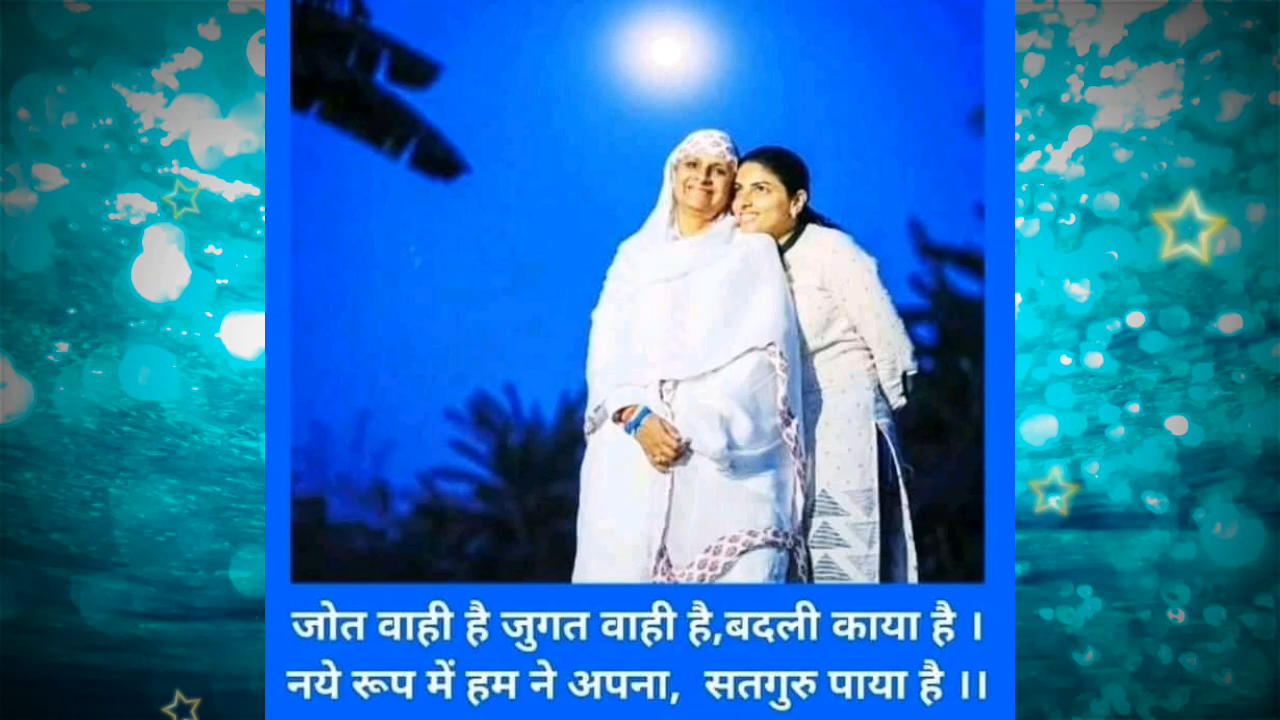 जोत वाही है जुगत वाही है,बदली काया है ।
नये रूप में हम ने अपना, सतगुरु पाया है ।।